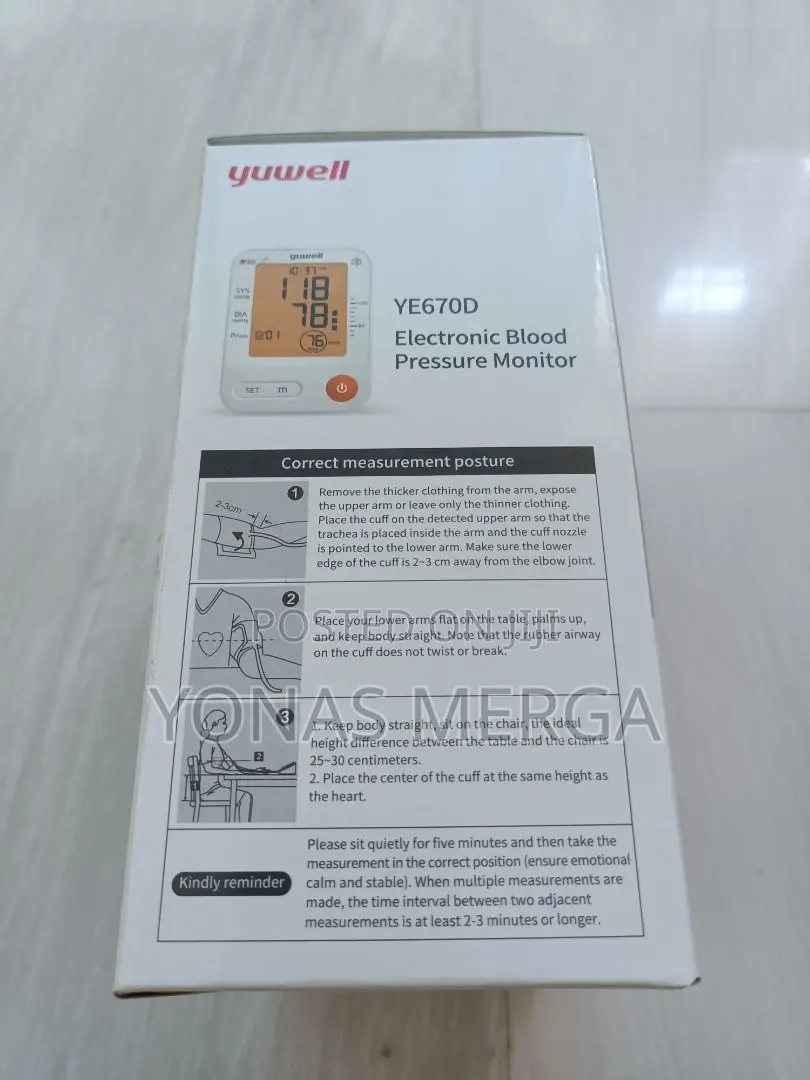 yuwell
yuwell
10:37
SYS
118
DIA
78
76
SET m
YE670D
Electronic Blood
Pressure Monitor
Correct measurement posture
1
2-3cm
Remove the thicker clothing from the arm, expose
the upper arm or leave only the thinner clothing.
Place the cuff on the detected upper arm so that the
trachea is placed inside the arm and the cuff nozzle
is pointed to the lower arm. Make sure the lower
edge of the cuff is 2~3 cm away from the elbow joint.
2
Place your lower arms flat on the table, palms up,
and keep body straight. Note that the rubber airway
on the cuff does not twist or break.
POSTED ON JIJI
YONAS MERGA
3
2
1
1. Keep body straight, sit on the chair, the ideal
height difference between the table and the chair is
25~30 centimeters.
2. Place the center of the cuff at the same height as
the heart.
Kindly reminder
Please sit quietly for five minutes and then take the
measurement in the correct position (ensure emotional
calm and stable). When multiple measurements are
made, the time interval between two adjacent
measurements is at least 2-3 minutes or longer.